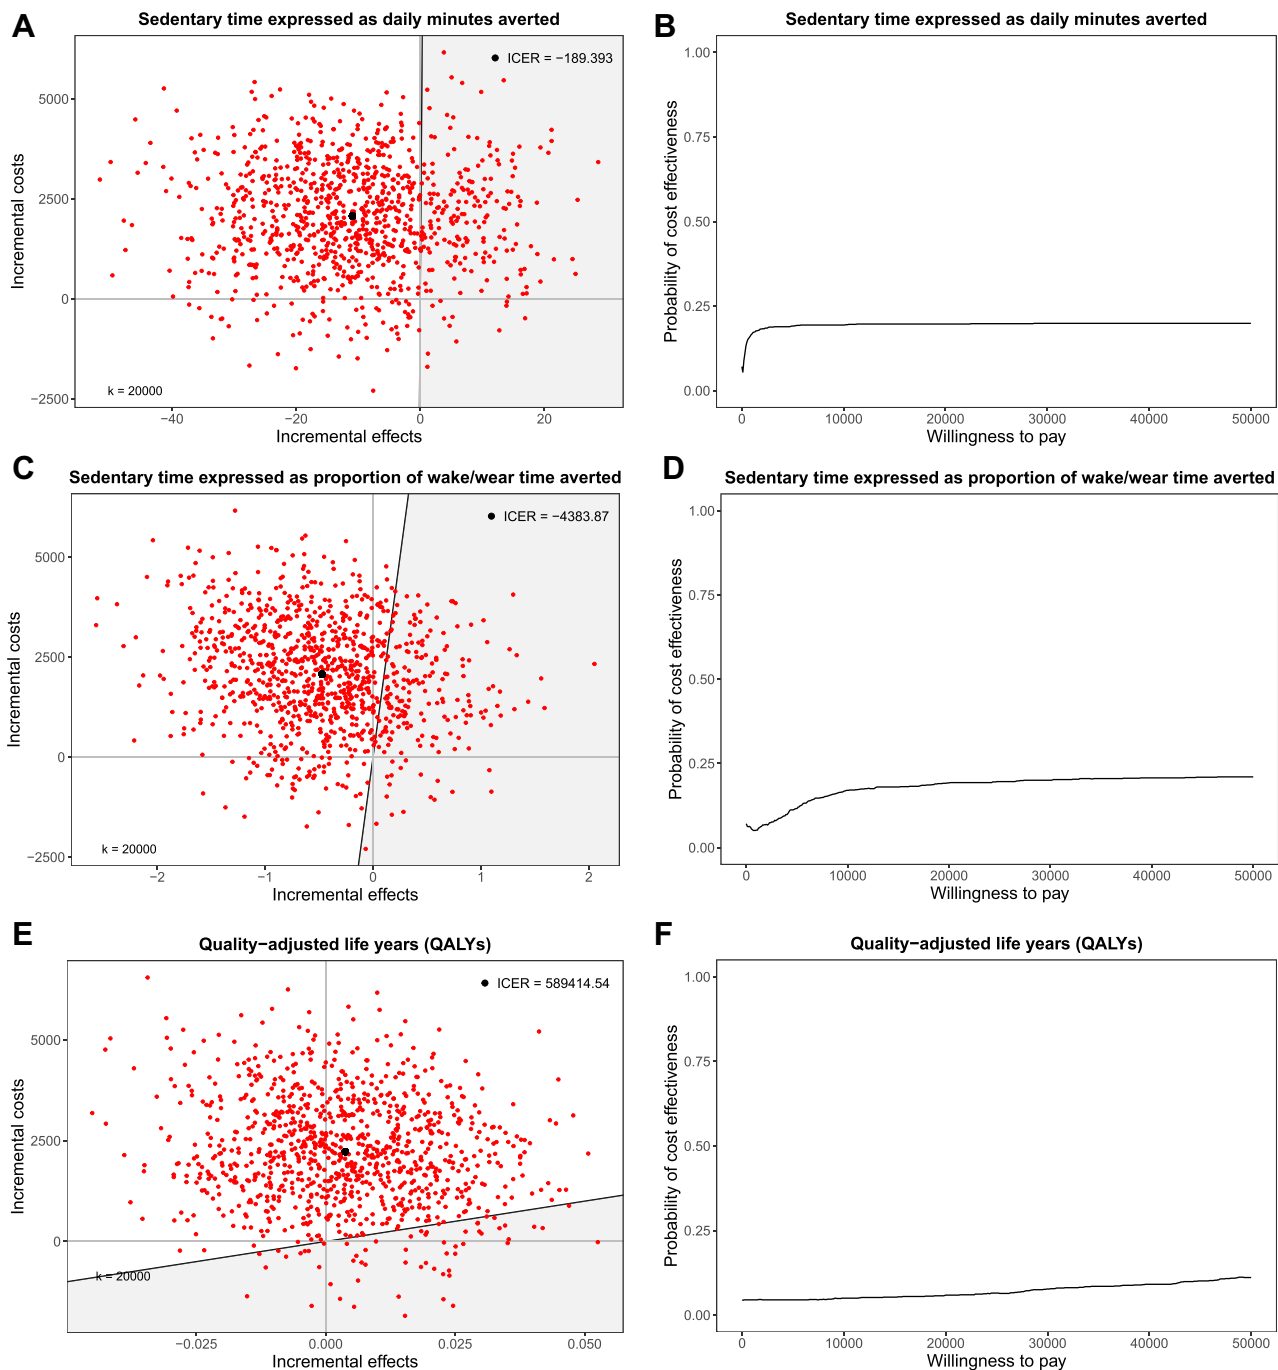 A
Sedentary time expressed as daily minutes averted
ICER = −189.393
5000
2500
0
−2500
Incremental costs
k = 20000
−40
−20
0
20
Incremental effects
B
Sedentary time expressed as daily minutes averted
1.00
0.75
0.50
0.25
0.00
Probability of cost effectiveness
0
10000
20000
30000
40000
50000
Willingness to pay
C
Sedentary time expressed as proportion of wake/wear time averted
ICER = −4383.87
5000
2500
0
−2500
Incremental costs
k = 20000
−2
−1
0
1
2
Incremental effects
D
Sedentary time expressed as proportion of wake/wear time averted
1.00
0.75
0.50
0.25
0.00
Probability of cost effectiveness
0
10000
20000
30000
40000
50000
Willingness to pay
E
Quality−adjusted life years (QALYs)
ICER = 589414.54
5000
2500
0
Incremental costs
k = 20000
−0.025
0.000
0.025
0.050
Incremental effects
F
Quality−adjusted life years (QALYs)
1.00
0.75
0.50
0.25
0.00
Probability of cost effectiveness
0
10000
20000
30000
40000
50000
Willingness to pay